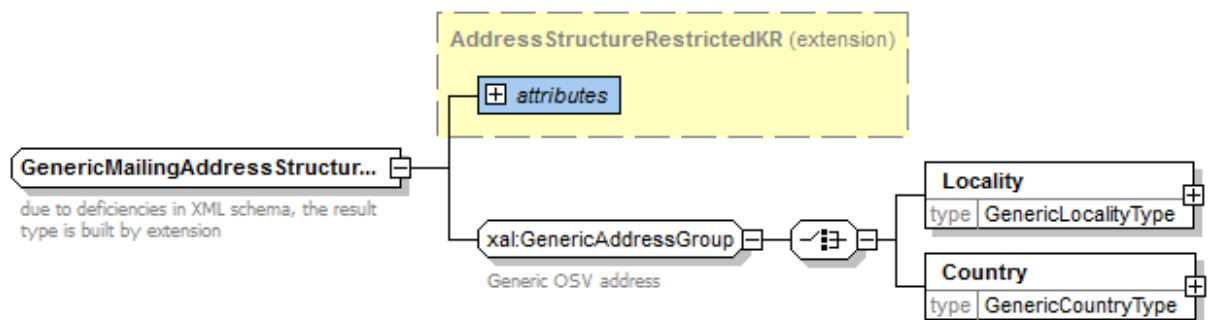 AddressStructureRestrictedKR (extension)
attributes
GenericMailingAddressStructur...
due to deficiencies in XML schema, the result
type is built by extension
xal:GenericAddressGroup
Generic OSV address
Locality
type GenericLocalityType
Country
type GenericCountryType